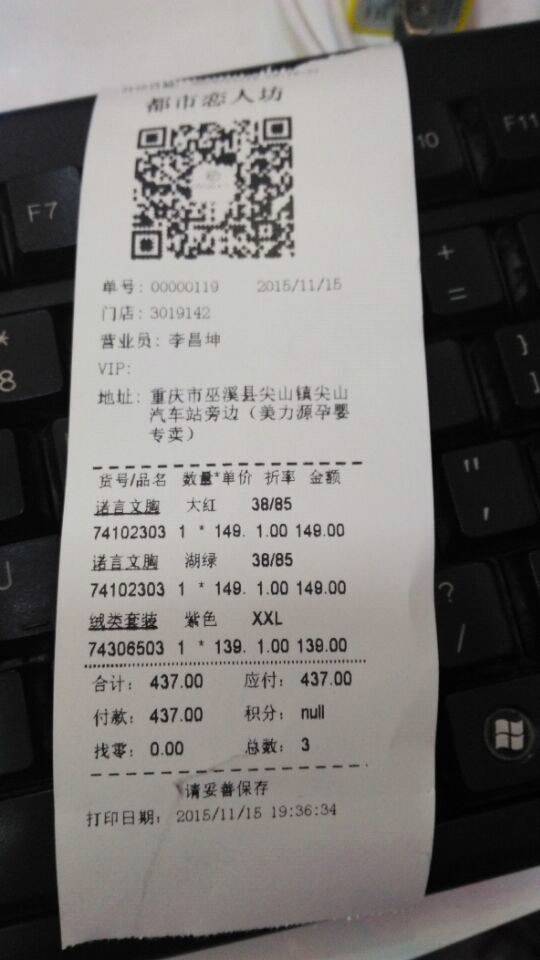 都市恋人坊
单号: 00000119 2015/11/15
门店: 3019142
营业员: 李昌坤
VIP:
地址: 重庆市巫溪县尖山镇尖山
汽车站旁边（美力源孕婴
专卖）
货号/品名 数量*单价 折率 金额
诺言文胸 大红 38/85
74102303 1 * 149. 1.00 149.00
诺言文胸 湖绿 38/85
74102303 1 * 149. 1.00 149.00
绒类套装 紫色 XXL
74306503 1 * 139. 1.00 139.00
合计: 437.00 应付: 437.00
付款: 437.00 积分: null
找零: 0.00 总数: 3
请妥善保存
打印日期: 2015/11/15 19:36:34
F7
10
F11
+
=
*
8
}
]
"
,
?
/
U